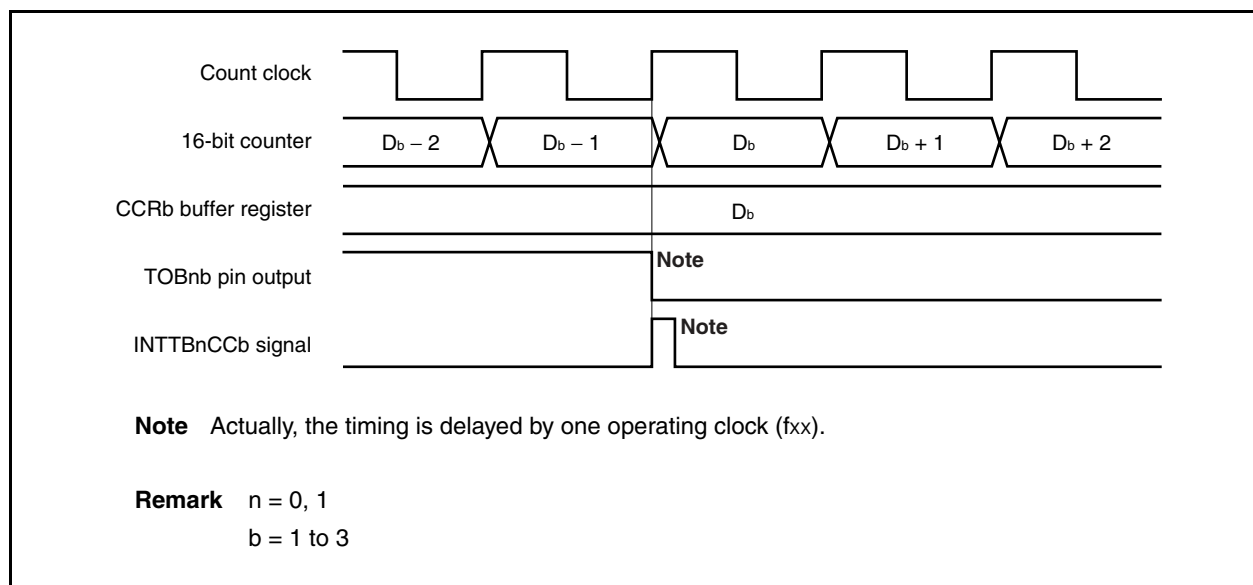 Count clock
16-bit counter
Db − 2
Db − 1
Db
Db + 1
Db + 2
CCRb buffer register
Db
TOBnb pin output
Note
INTTBnCCb signal
Note
Note Actually, the timing is delayed by one operating clock (fxx).
Remark n = 0, 1
b = 1 to 3